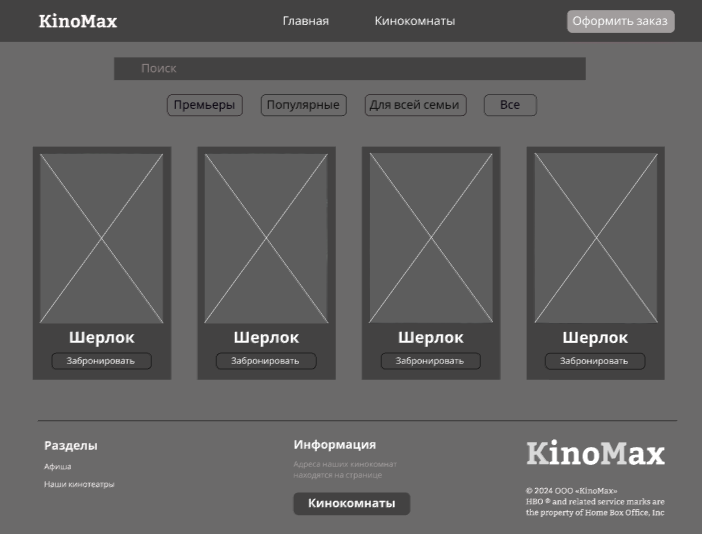 KinoMax
Главная
Кинокомнаты
Оформить заказ
Поиск
Премьеры
Популярные
Для всей семьи
Все
Шерлок
Забронировать
Шерлок
Забронировать
Шерлок
Забронировать
Шерлок
Забронировать
Разделы
Афиша
Наши кинотеатры
Информация
Адреса наших кинокомнат
находятся на странице
Кинокомнаты
KinoMax
© 2024 ООО «KinoMax»
HBO ® and related service marks are
the property of Home Box Office, Inc